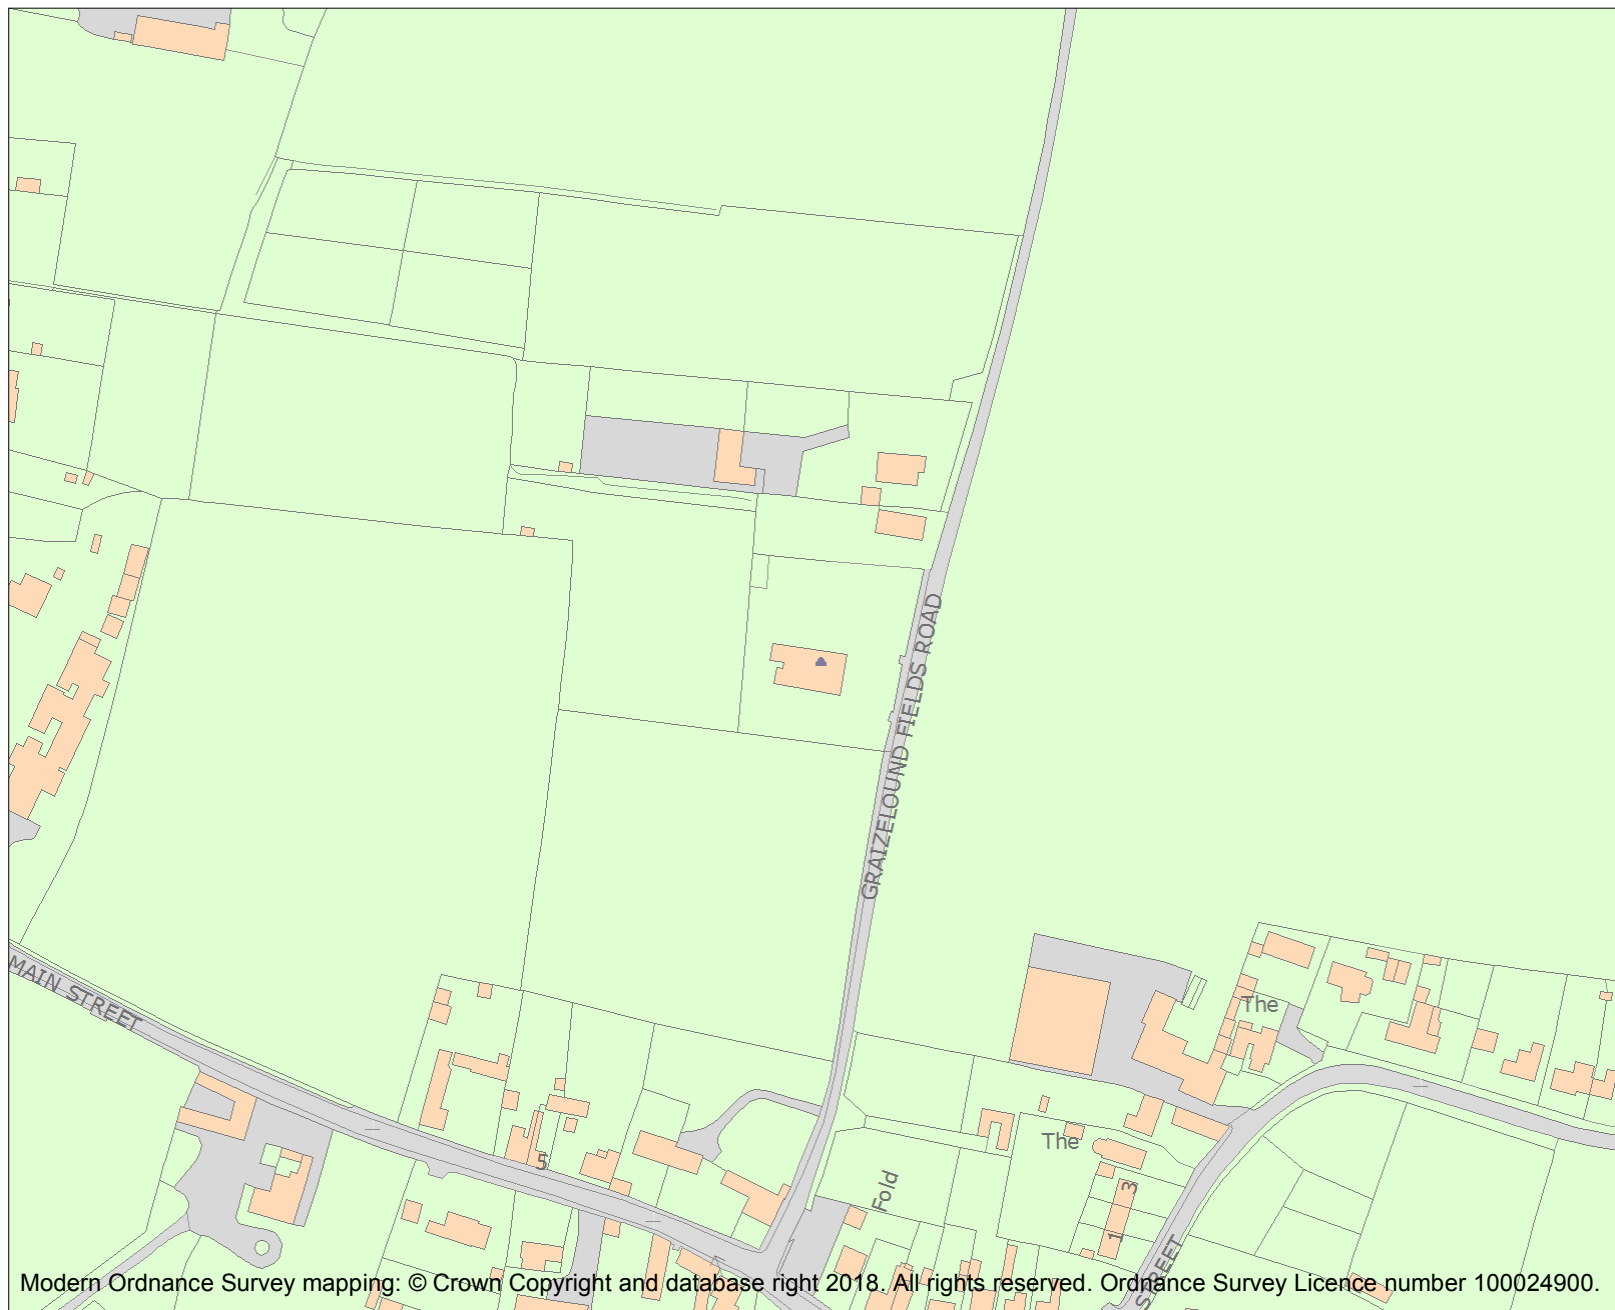 GRAIZELOUND FIELDS ROAD
MAIN STREET
The
The
5
Fold
3
1
STREET
Modern Ordnance Survey mapping: © Crown Copyright and database right 2018. All rights reserved. Ordnance Survey Licence number 100024900.